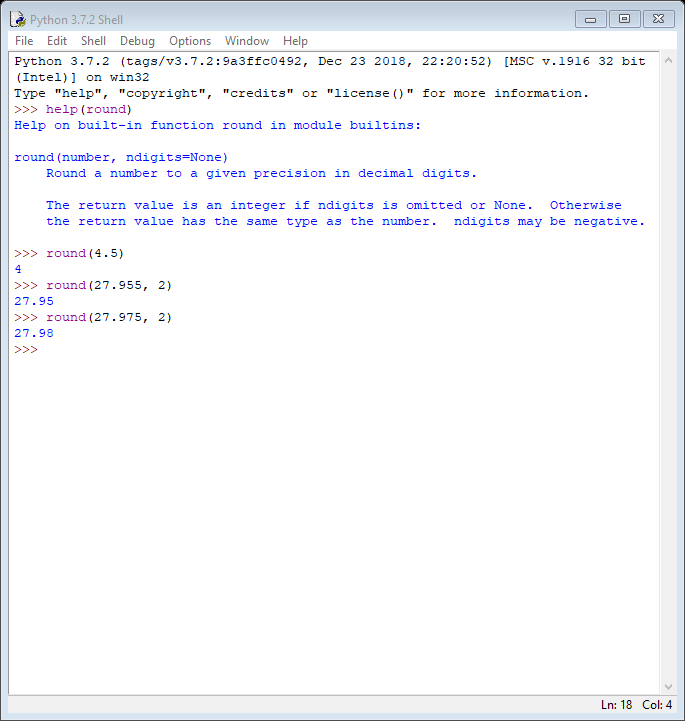 Python 3.7.2 Shell
File Edit Shell Debug Options Window Help
Python 3.7.2 (tags/v3.7.2:9a3ffc0492, Dec 23 2018, 22:20:52) [MSC v.1916 32 bit
(Intel)] on win32
Type "help", "copyright", "credits" or "license()" for more information.
>>> help(round)
Help on built-in function round in module builtins:

round(number, ndigits=None)
    Round a number to a given precision in decimal digits.

    The return value is an integer if ndigits is omitted or None.  Otherwise
    the return value has the same type as the number.  ndigits may be negative.

>>> round(4.5)
4
>>> round(27.955, 2)
27.95
>>> round(27.975, 2)
27.98
>>>
Ln: 18 Col: 4